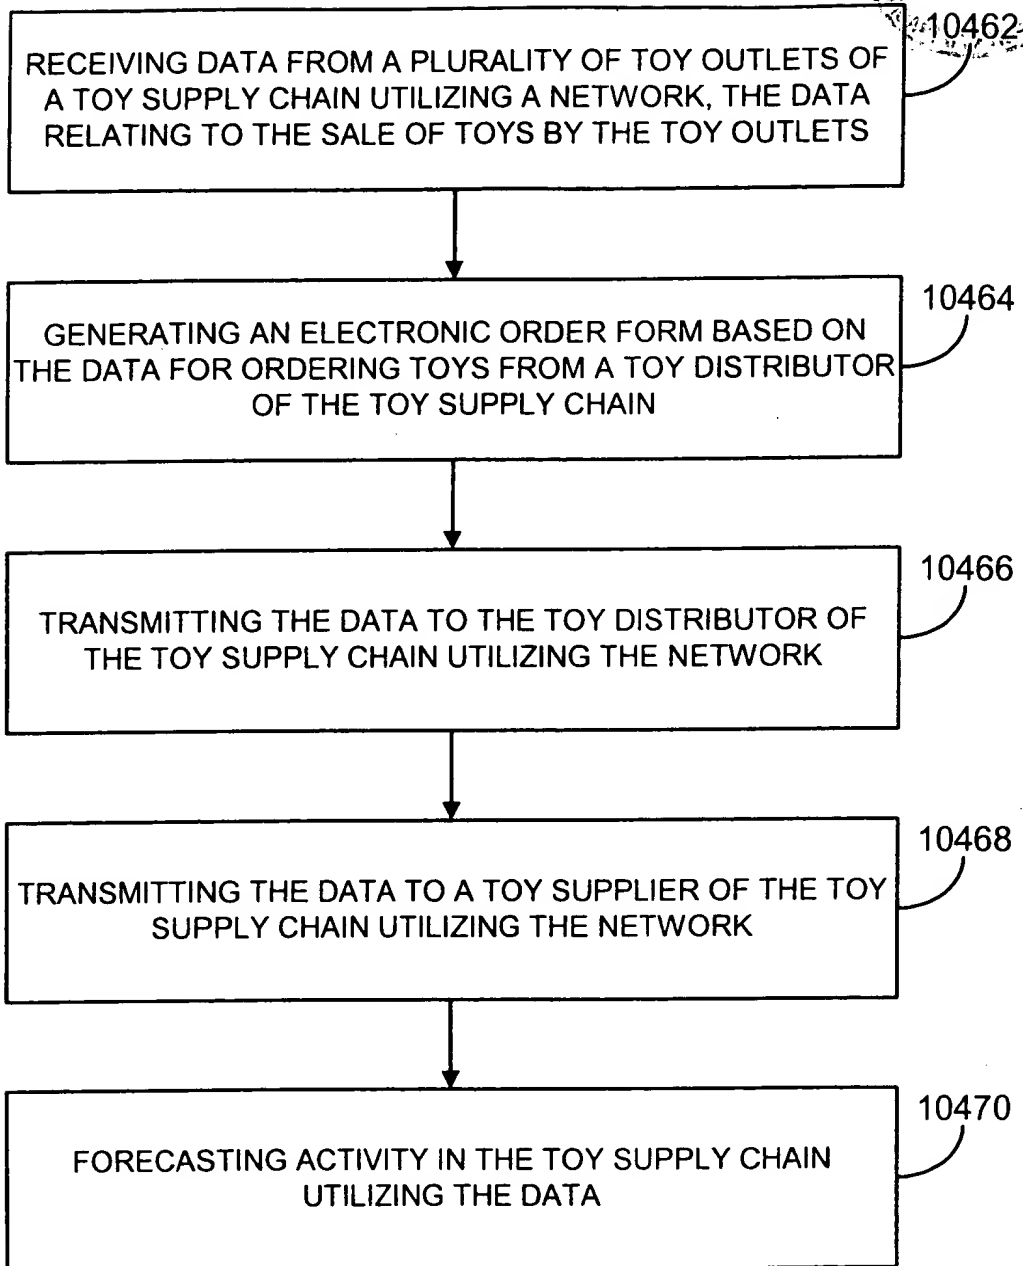 10462
RECEIVING DATA FROM A PLURALITY OF TOY OUTLETS OF
A TOY SUPPLY CHAIN UTILIZING A NETWORK, THE DATA
RELATING TO THE SALE OF TOYS BY THE TOY OUTLETS
10464
GENERATING AN ELECTRONIC ORDER FORM BASED ON
THE DATA FOR ORDERING TOYS FROM A TOY DISTRIBUTOR
OF THE TOY SUPPLY CHAIN
10466
TRANSMITTING THE DATA TO THE TOY DISTRIBUTOR OF
THE TOY SUPPLY CHAIN UTILIZING THE NETWORK
10468
TRANSMITTING THE DATA TO A TOY SUPPLIER OF THE TOY
SUPPLY CHAIN UTILIZING THE NETWORK
10470
FORECASTING ACTIVITY IN THE TOY SUPPLY CHAIN
UTILIZING THE DATA